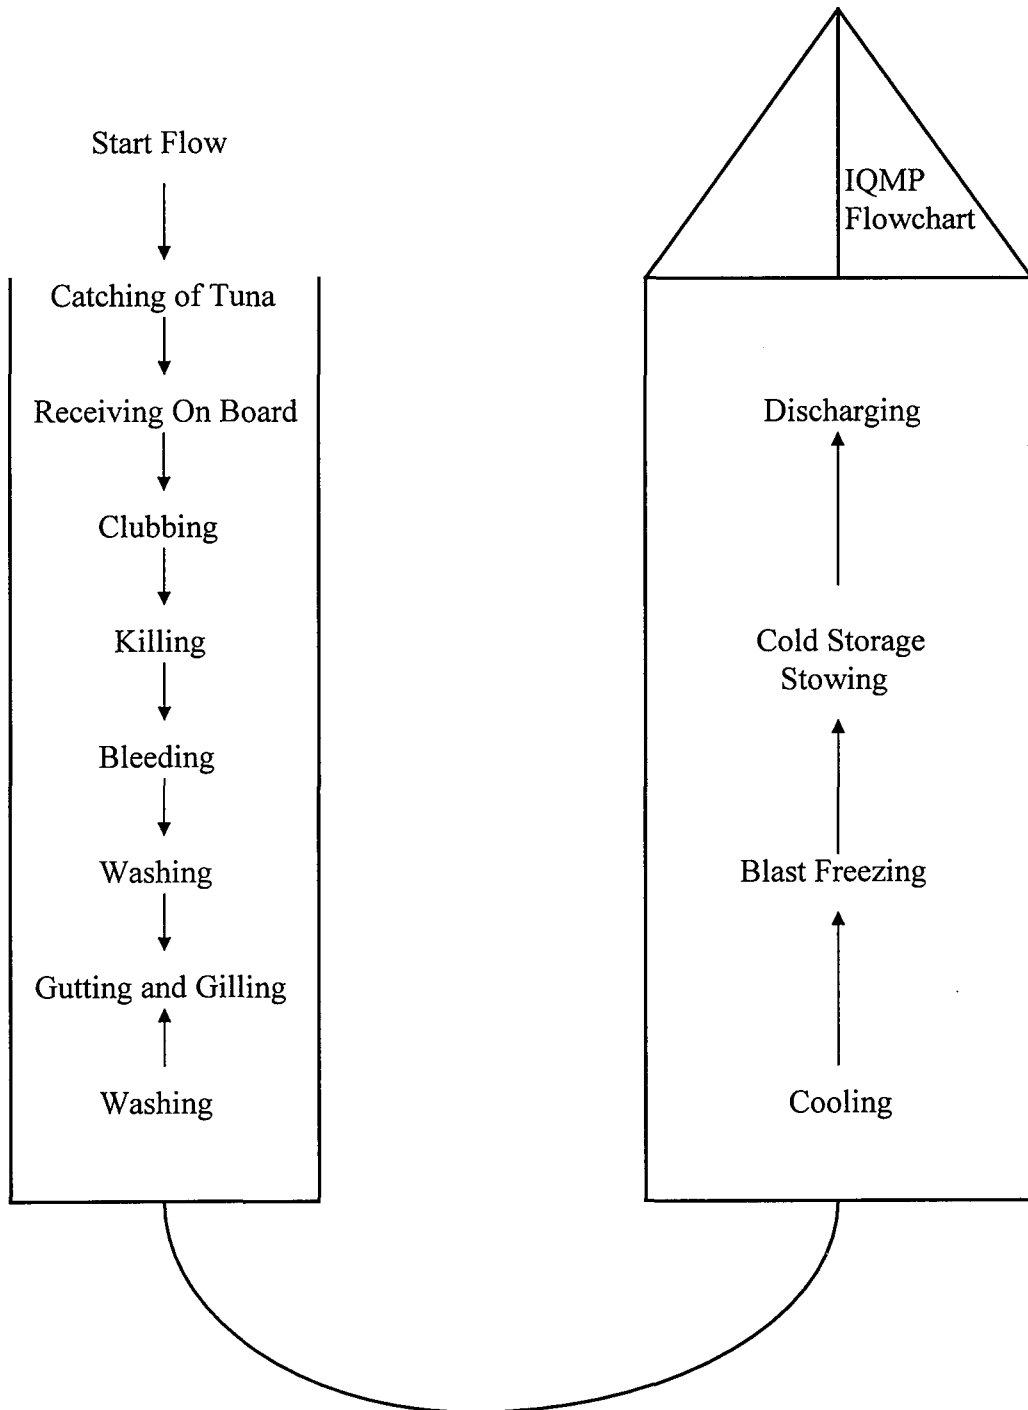 Start Flow
Catching of Tuna
Receiving On Board
Clubbing
Killing
Bleeding
Washing
Gutting and Gilling
Washing
IQMP
Flowchart
Discharging
Cold Storage
Stowing
Blast Freezing
Cooling